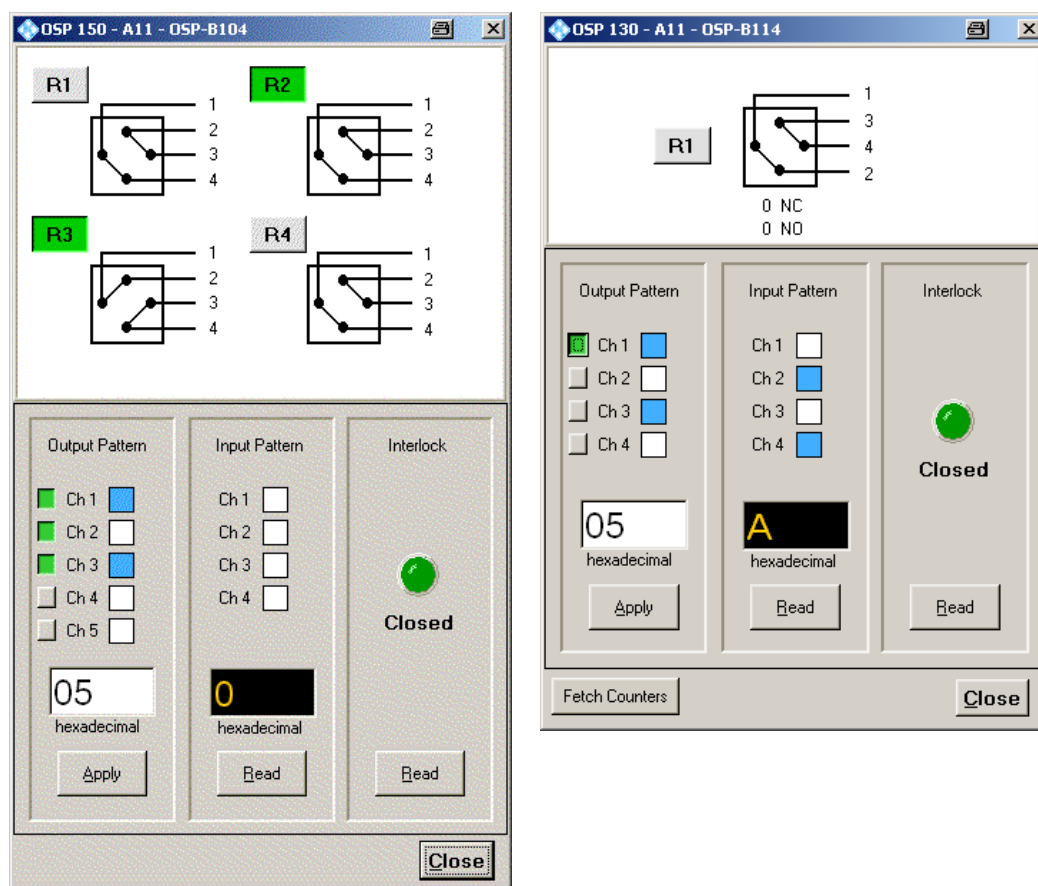 OSP 150 - A11 - OSP-B104
R1
1
2
3
4
R2
1
2
3
4
R3
1
2
3
4
R4
1
2
3
4
Output Pattern
Ch 1
Ch 2
Ch 3
Ch 4
Ch 5
05
hexadecimal
Apply
Input Pattern
Ch 1
Ch 2
Ch 3
Ch 4
0
hexadecimal
Read
Interlock
Closed
Read
Close
OSP 130 - A11 - OSP-B114
R1
1
3
4
2
0 NC
0 NO
Output Pattern
Ch 1
Ch 2
Ch 3
Ch 4
05
hexadecimal
Apply
Input Pattern
Ch 1
Ch 2
Ch 3
Ch 4
A
hexadecimal
Read
Interlock
Closed
Read
Fetch Counters
Close